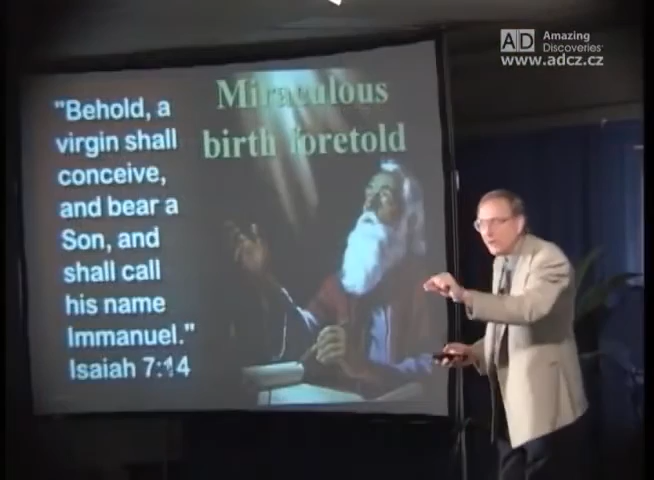 AD Amazing
Discoveries
www.adcz.cz
Miraculous
birth foretold
"Behold, a
virgin shall
conceive,
and bear a
Son, and
shall call
his name
Immanuel."
Isaiah 7:14